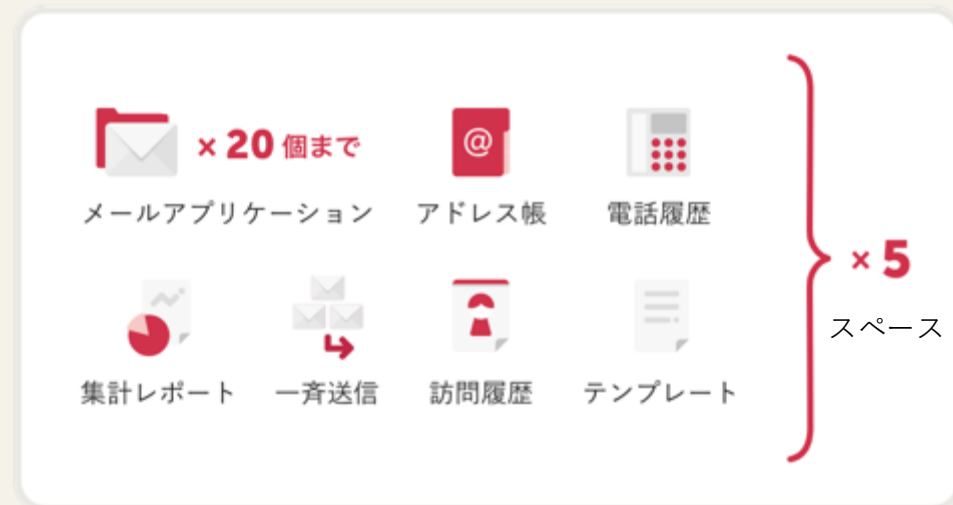 × 20 個まで
@
メールアプリケーション アドレス帳 電話履歴
× 5
スペース
集計レポート 一斉送信 訪問履歴 テンプレート